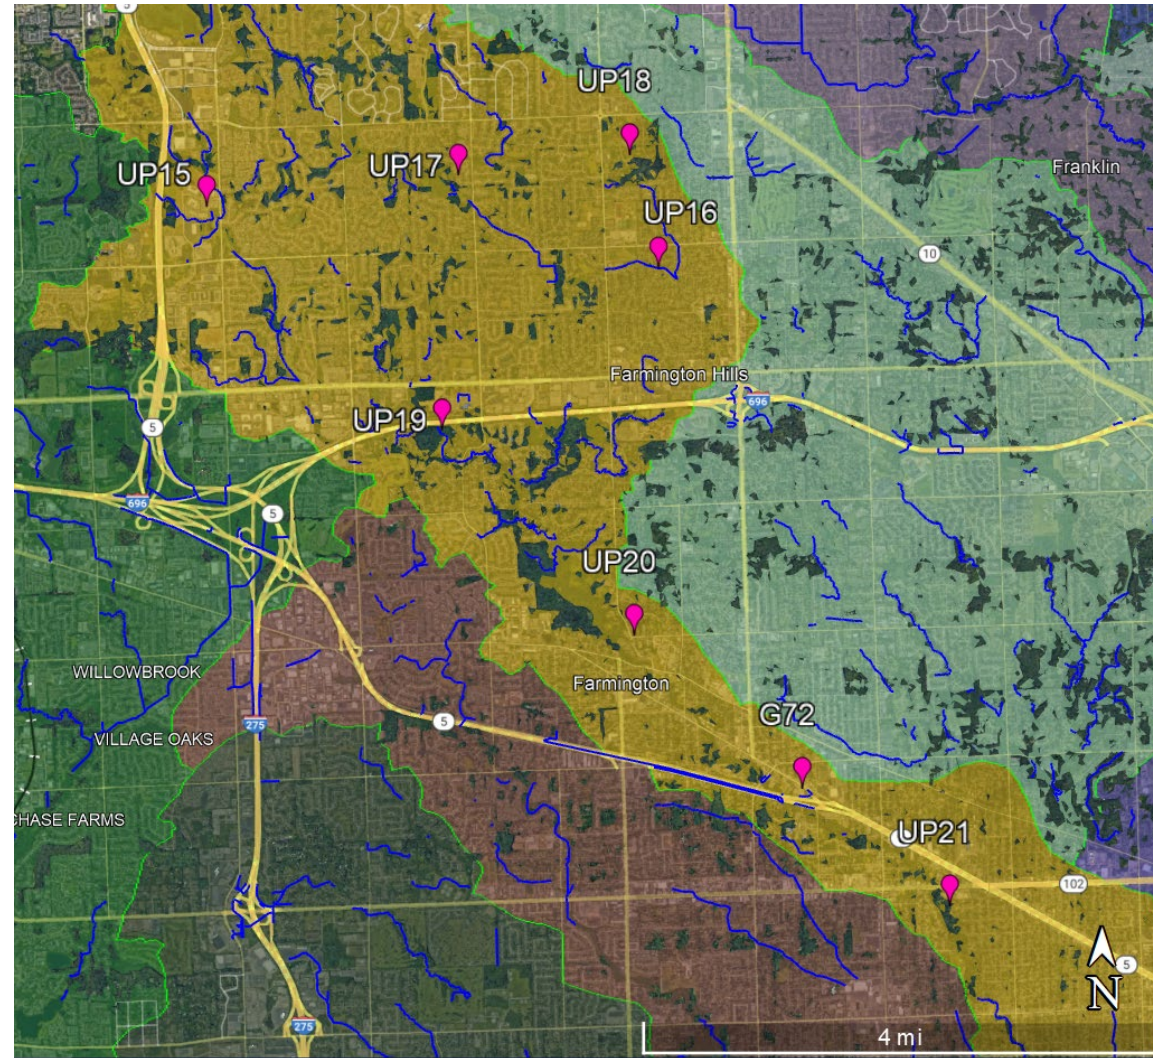 5
UP18
Franklin
UP17
UP15
UP16
10
Farmington Hills
696
UP19
5
696
5
UP20
WILLOWBROOK
Farmington
G72
5
275
VILLAGE OAKS
CHASE FARMS
UP21
102
5
N
275
4 mi